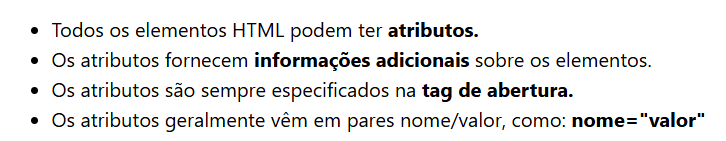 Todos os elementos HTML podem ter atributos.
Os atributos fornecem informações adicionais sobre os elementos.
Os atributos são sempre especificados na tag de abertura.
Os atributos geralmente vêm em pares nome/valor, como: nome="valor"